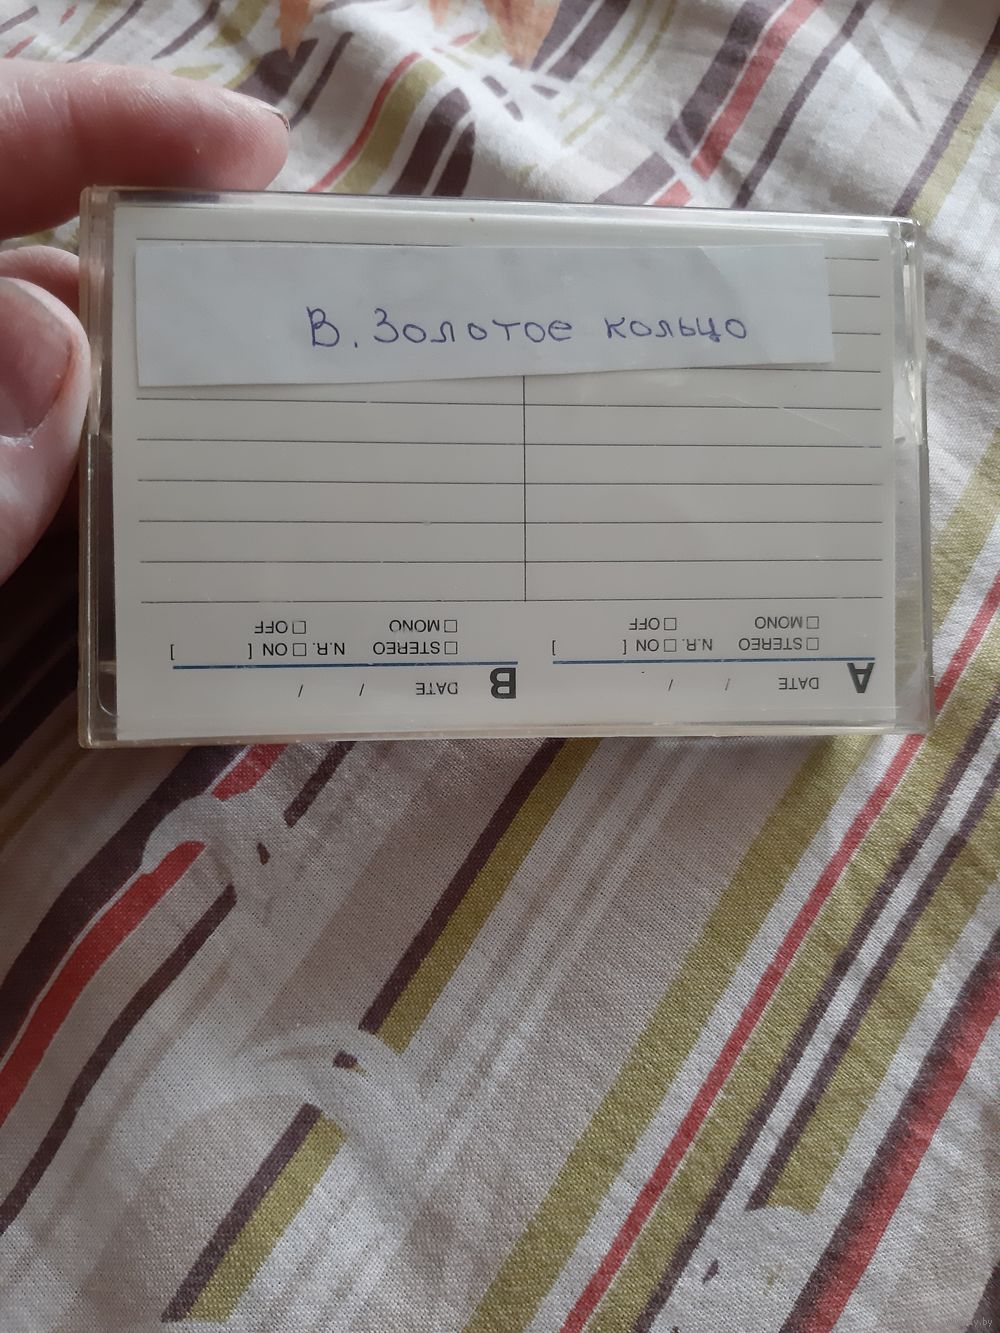 В. Золотое кольцо
A DATE / /
STEREO N.R. ON [ ]
MONO OFF
B DATE / /
STEREO N.R. ON [ ]
MONO OFF